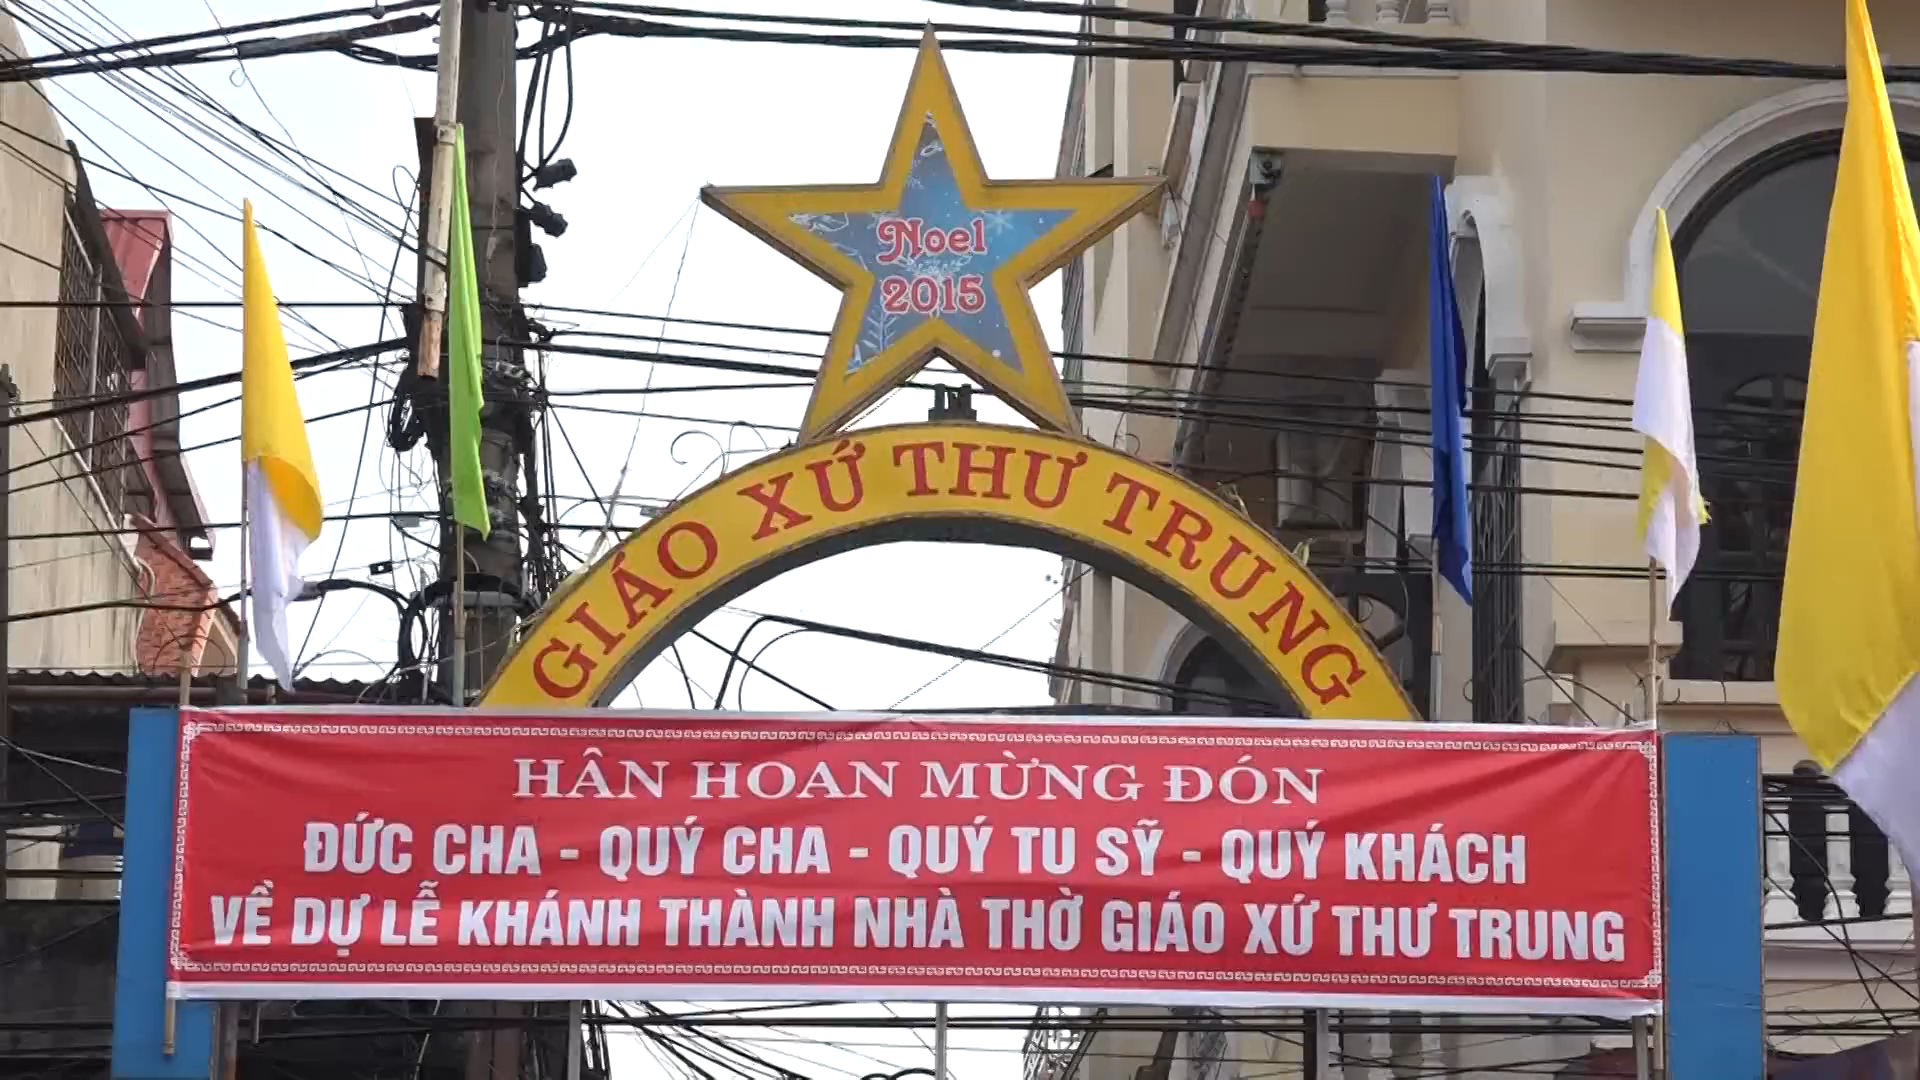 Noel
2015
GIÁO XỨ THƯ TRUNG
HÂN HOAN MỪNG ĐÓN
ĐỨC CHA - QUÝ CHA - QUÝ TU SỸ - QUÝ KHÁCH
VỀ DỰ LỄ KHÁNH THÀNH NHÀ THỜ GIÁO XỨ THƯ TRUNG